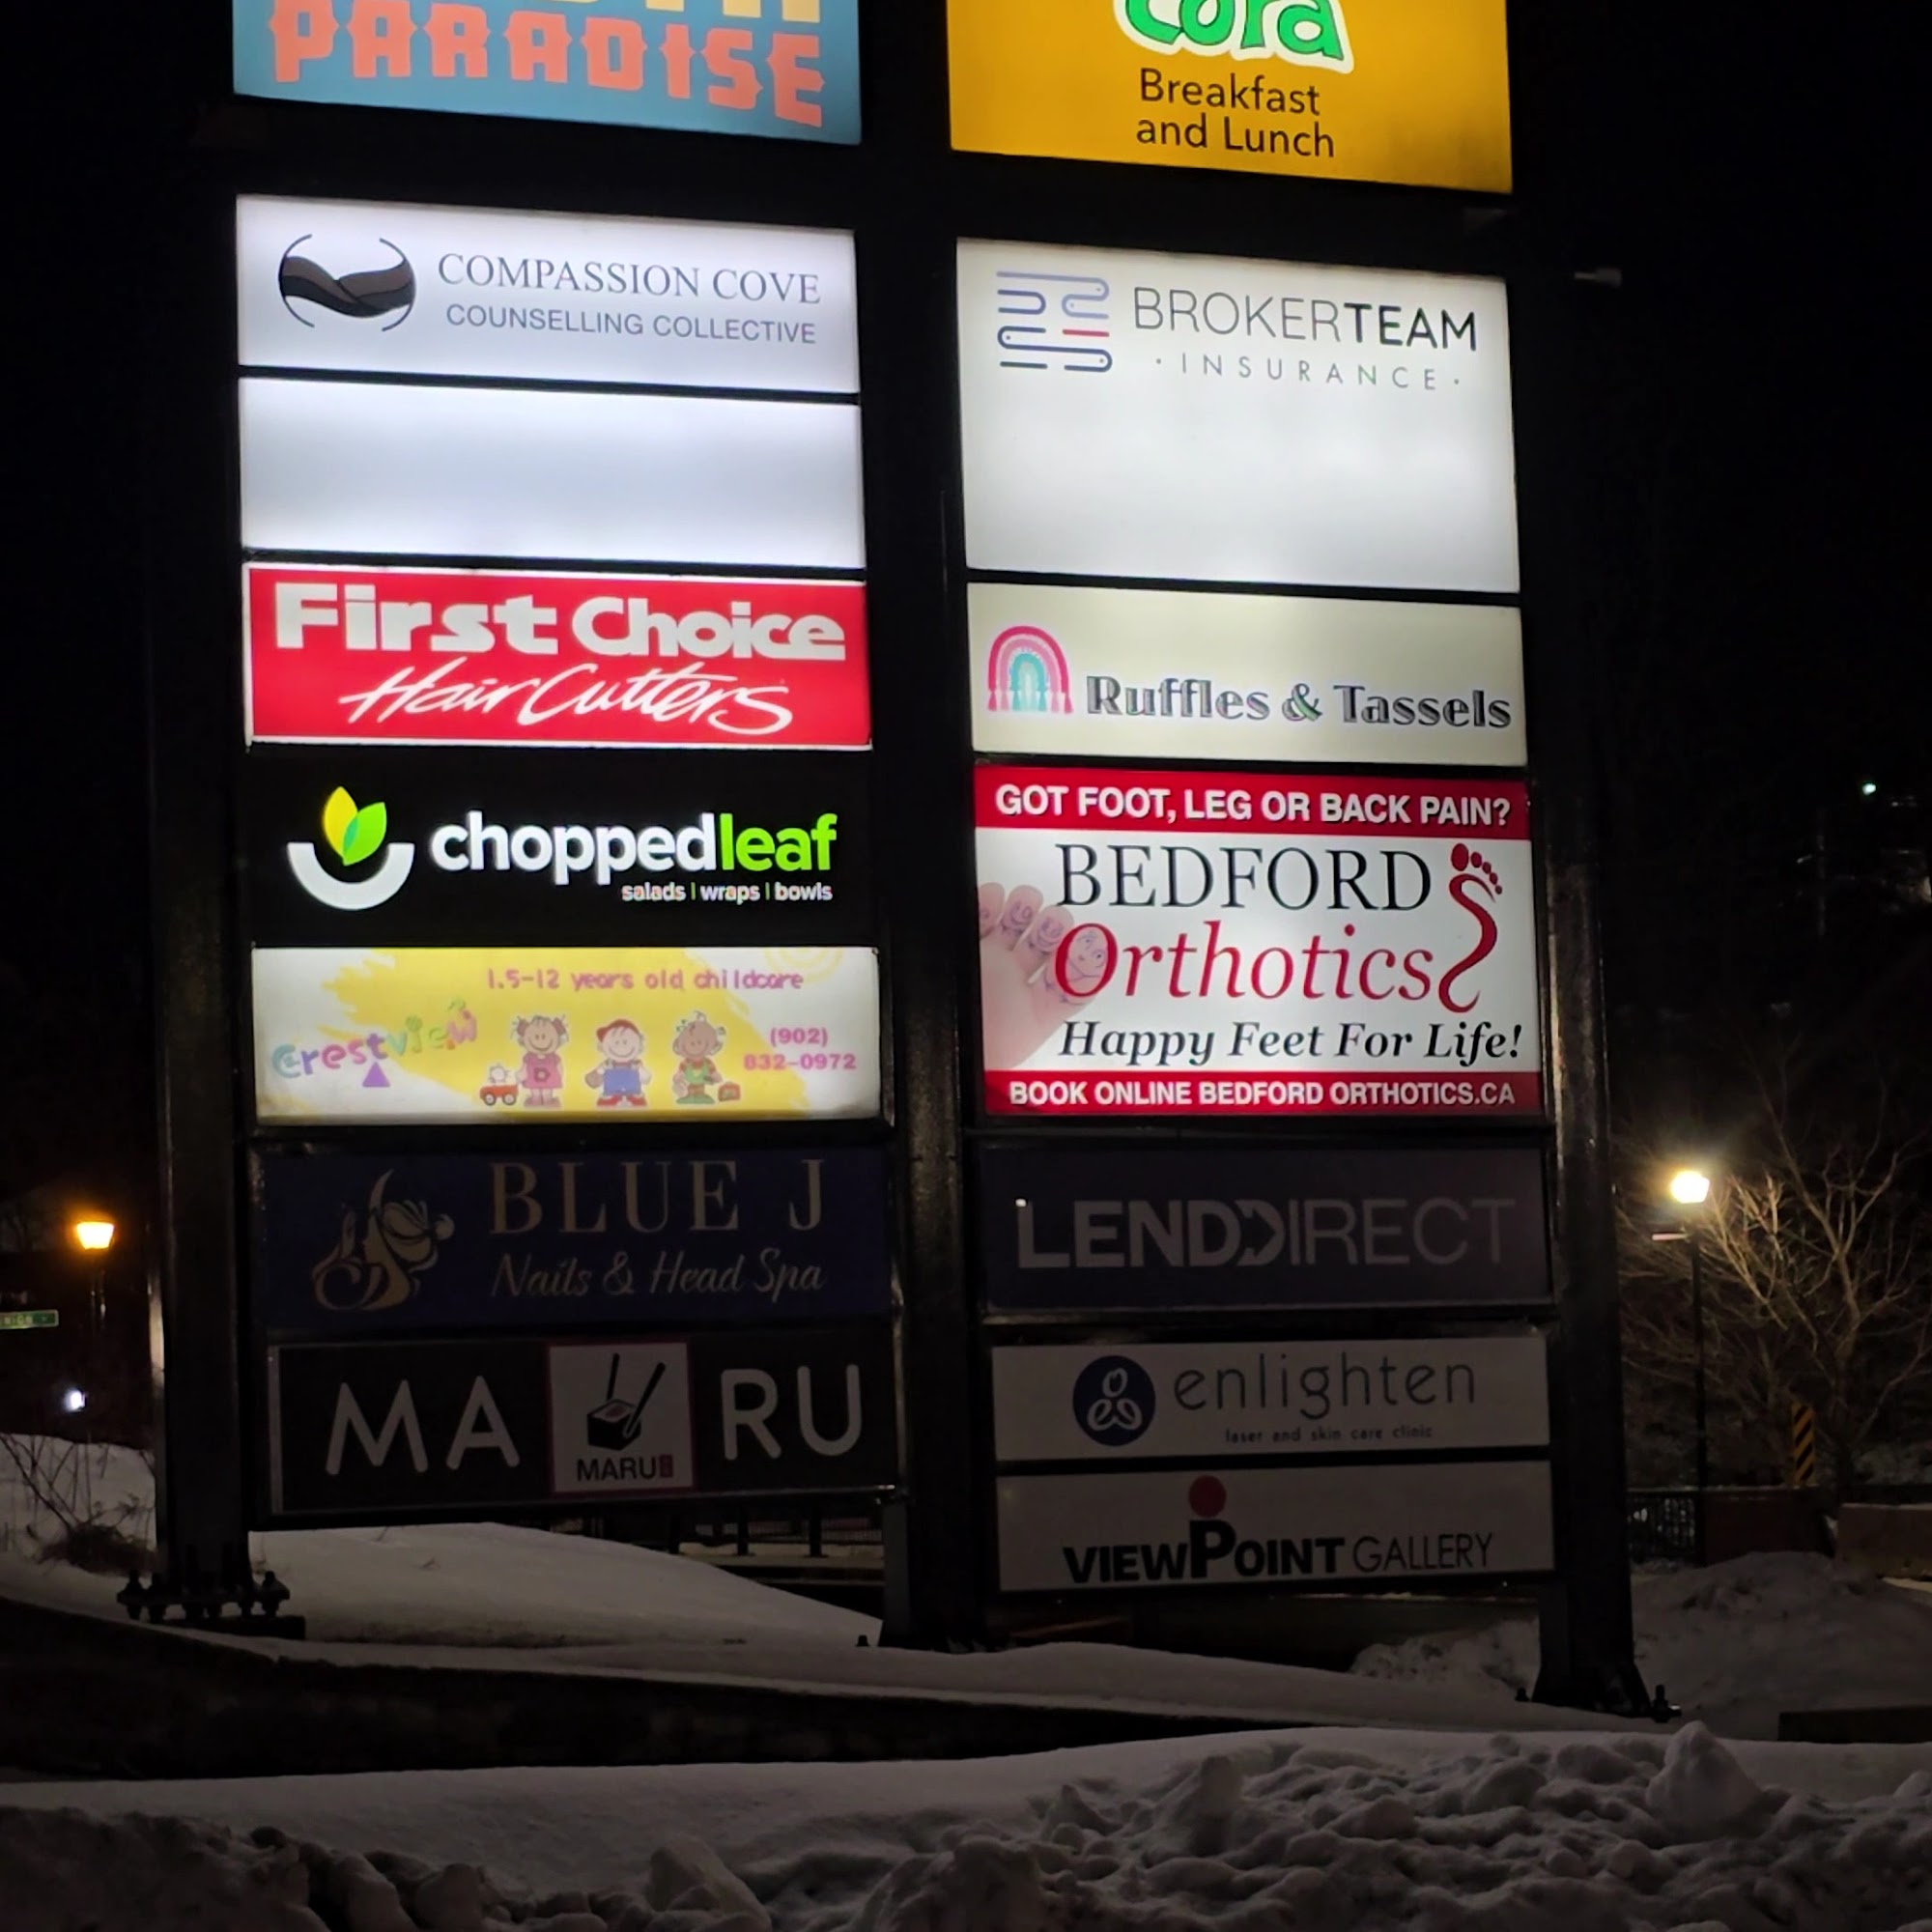 PARADISE
COMPASSION COVE
COUNSELLING COLLECTIVE
First Choice
Hair Cutters
choppedleaf
salads | wraps | bowls
1.5-12 years old childcare
crestview
(902)
832-0972
BLUE J
Nails & Head Spa
MA RU
MARU
Cora
Breakfast
and Lunch
BROKERTEAM
· INSURANCE ·
Ruffles & Tassels
GOT FOOT, LEG OR BACK PAIN?
BEDFORD
Orthotics
Happy Feet For Life!
BOOK ONLINE BEDFORD ORTHOTICS.CA
LENDDIRECT
enlighten
laser and skin care clinic
VIEWPOINT GALLERY